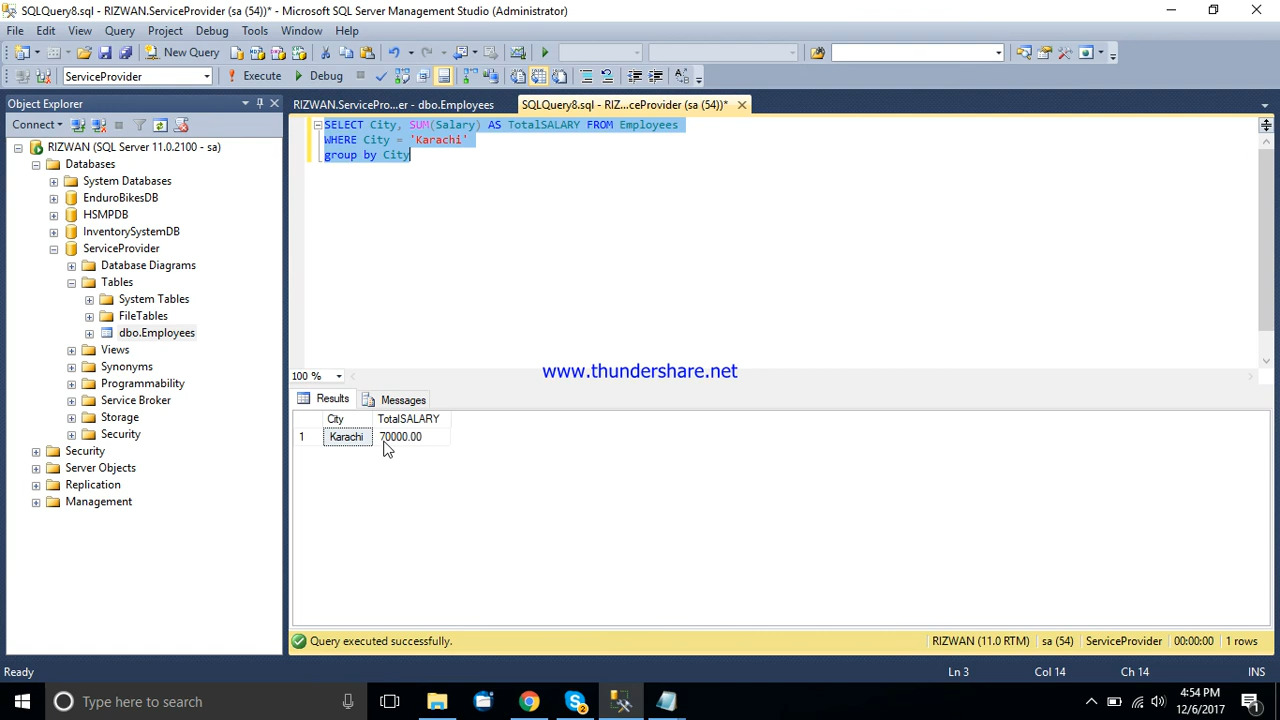 SQLQuery8.sql - RIZWAN.ServiceProvider (sa (54))* - Microsoft SQL Server Management Studio (Administrator)
File Edit View Query Project Debug Tools Window Help
New Query
ServiceProvider Execute Debug
Object Explorer
RIZWAN.ServicePro...er - dbo.Employees SQLQuery8.sql - RIZ...ceProvider (sa (54))*
Connect
SELECT City, SUM(Salary) AS TotalSALARY FROM Employees
WHERE City = 'Karachi'
group by City
RIZWAN (SQL Server 11.0.2100 - sa)
Databases
System Databases
EnduroBikesDB
HSMPDB
InventorySystemDB
ServiceProvider
Database Diagrams
Tables
System Tables
FileTables
dbo.Employees
Views
Synonyms
Programmability
Service Broker
Storage
Security
Security
Server Objects
Replication
Management
www.thundershare.net
100 %
Results Messages
City TotalSALARY
1 Karachi 70000.00
Query executed successfully. RIZWAN (11.0 RTM) sa (54) ServiceProvider 00:00:00 1 rows
Ready Ln 3 Col 14 Ch 14 INS
Type here to search
2
4:54 PM
12/6/2017
1